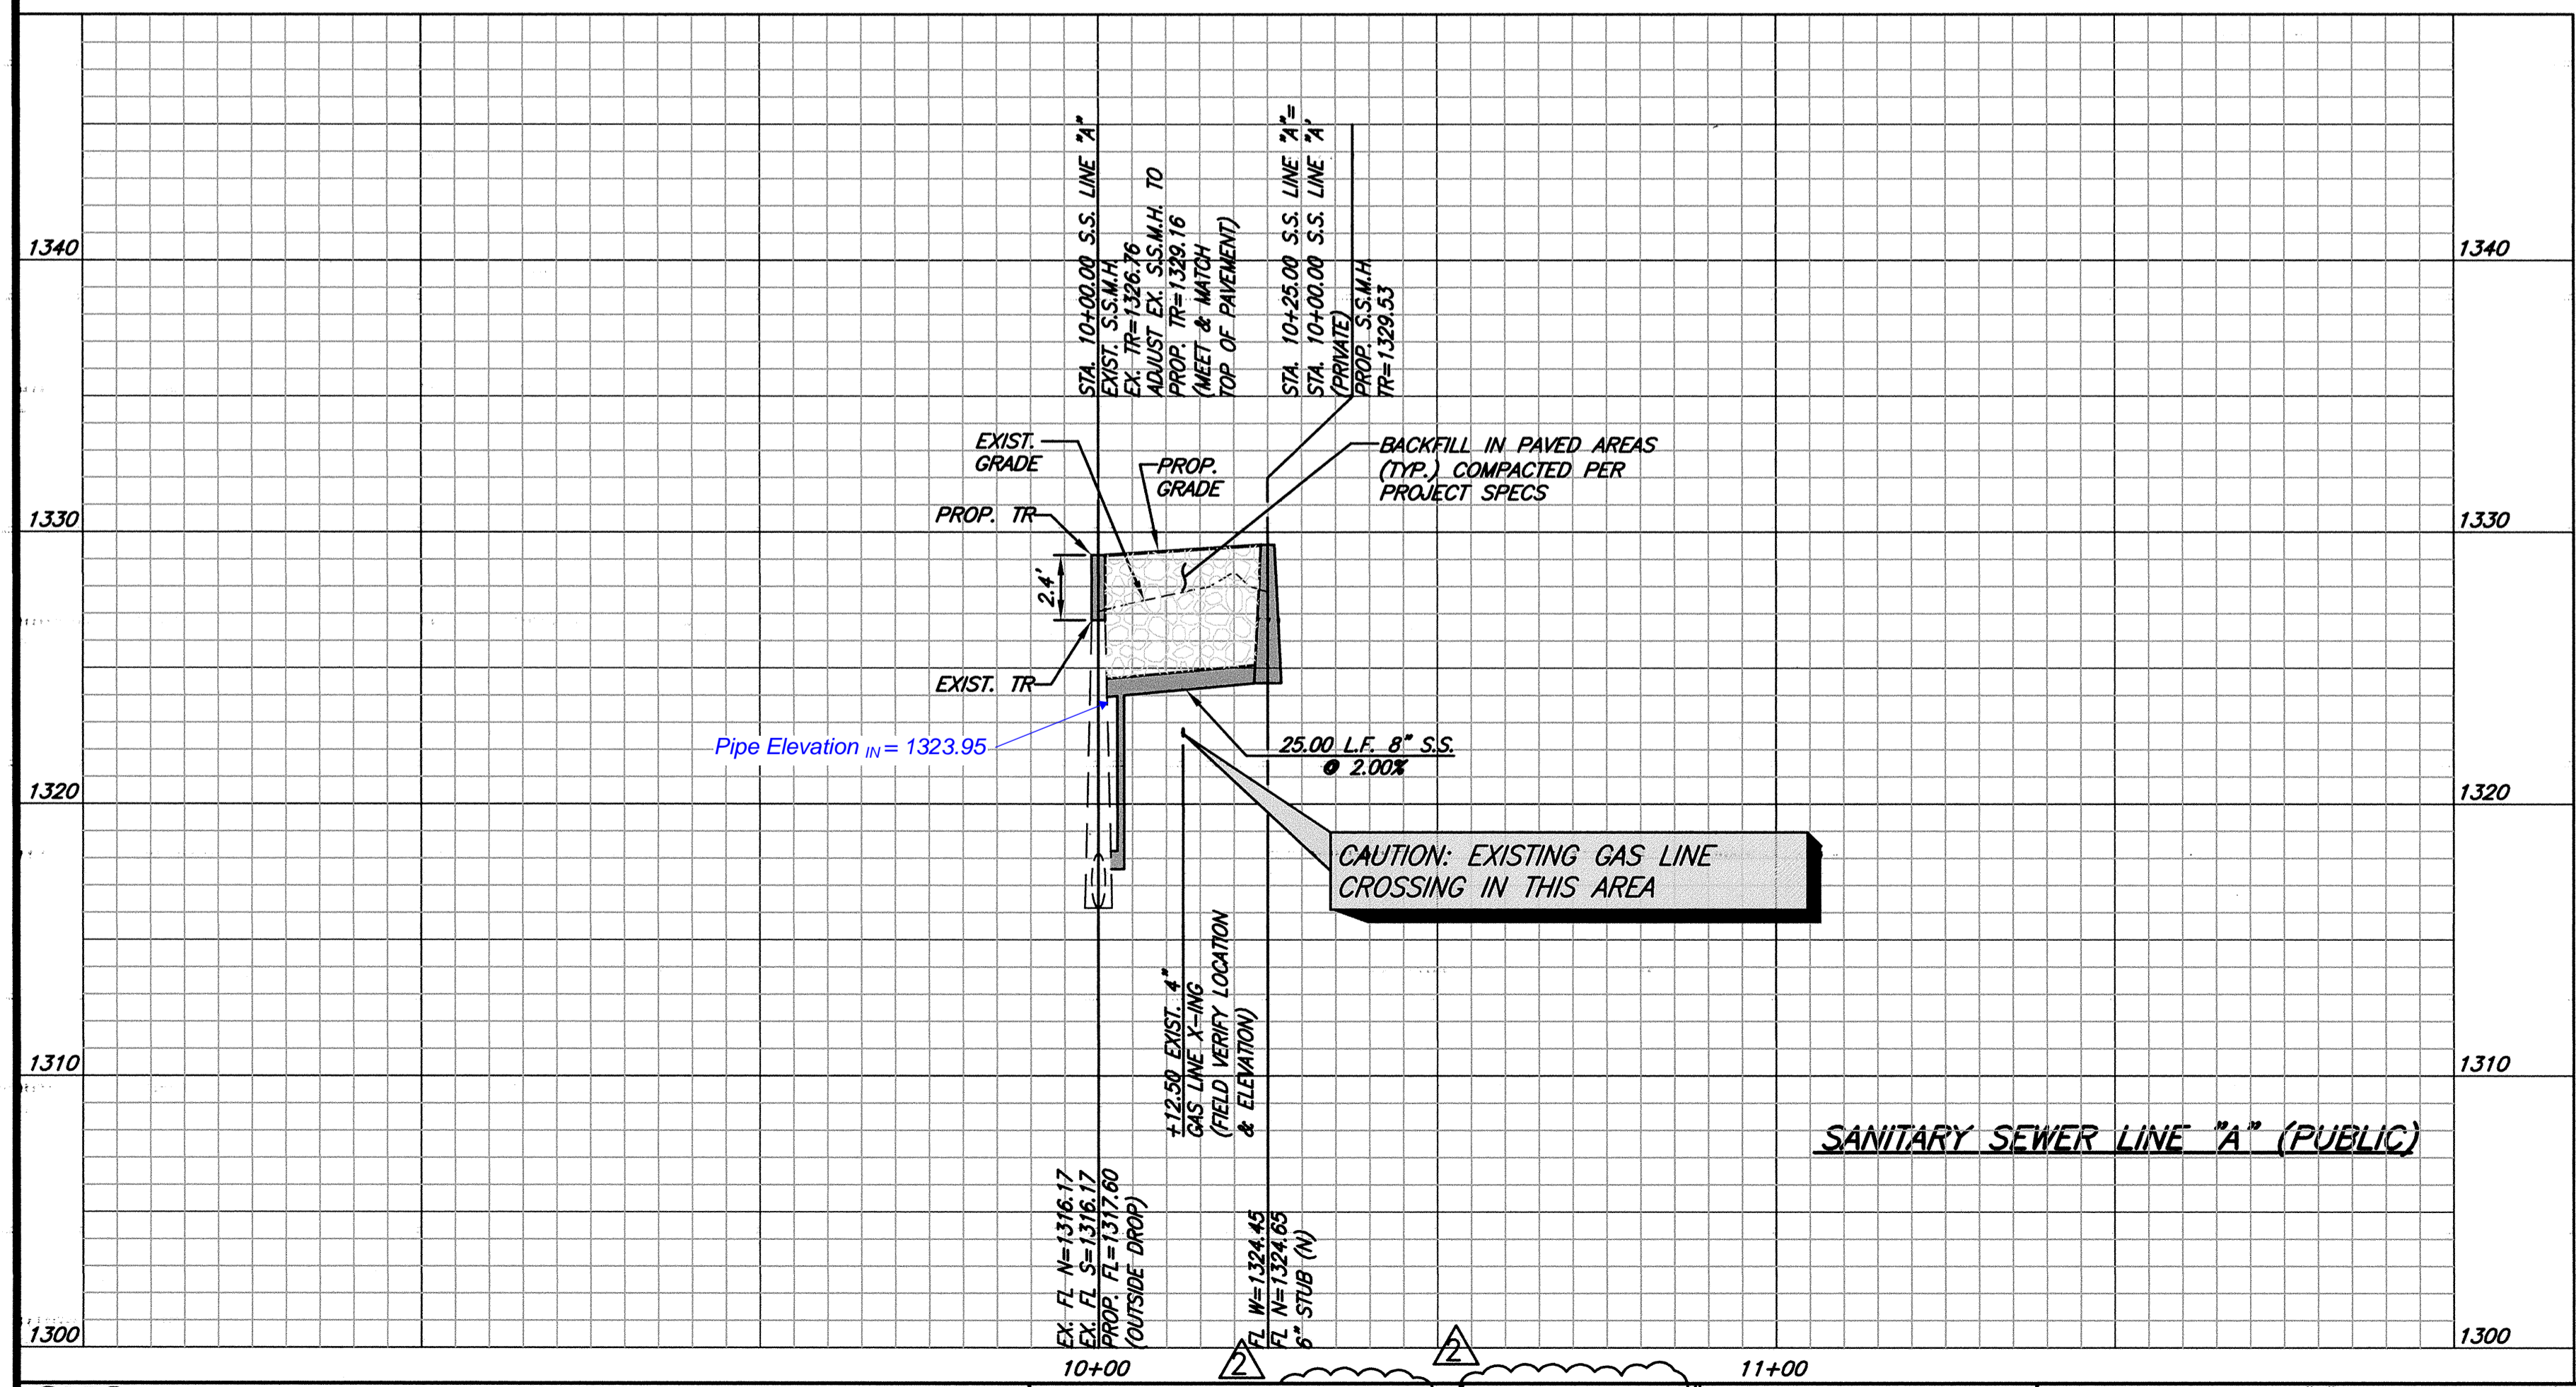 STA. 10+00.00 S.S. LINE "A"
EXIST. S.S.M.H.
EX. TR=1326.76
ADJUST EX. S.S.M.H. TO
PROP. TR=1329.16
(MEET & MATCH
TOP OF PAVEMENT)
STA. 10+25.00 S.S. LINE "A"=
STA. 10+00.00 S.S. LINE "A'
(PRIVATE)
PROP. S.S.M.H.
TR=1329.53
1340
1340
EXIST.
GRADE
PROP.
GRADE
BACKFILL IN PAVED AREAS
(TYP.) COMPACTED PER
PROJECT SPECS
1330
1330
PROP. TR
2.4'
EXIST. TR
Pipe Elevation IN = 1323.95
25.00 L.F. 8" S.S.
@ 2.00%
1320
1320
CAUTION: EXISTING GAS LINE
CROSSING IN THIS AREA
+12.50 EXIST. 4"
GAS LINE X-ING
(FIELD VERIFY LOCATION
& ELEVATION)
1310
1310
SANITARY SEWER LINE "A" (PUBLIC)
EX. FL N=1316.17
EX. FL S=1316.17
PROP. FL=1317.60
(OUTSIDE DROP)
FL W=1324.45
FL N=1324.65
6" STUB (N)
1300
1300
10+00
2
2
11+00